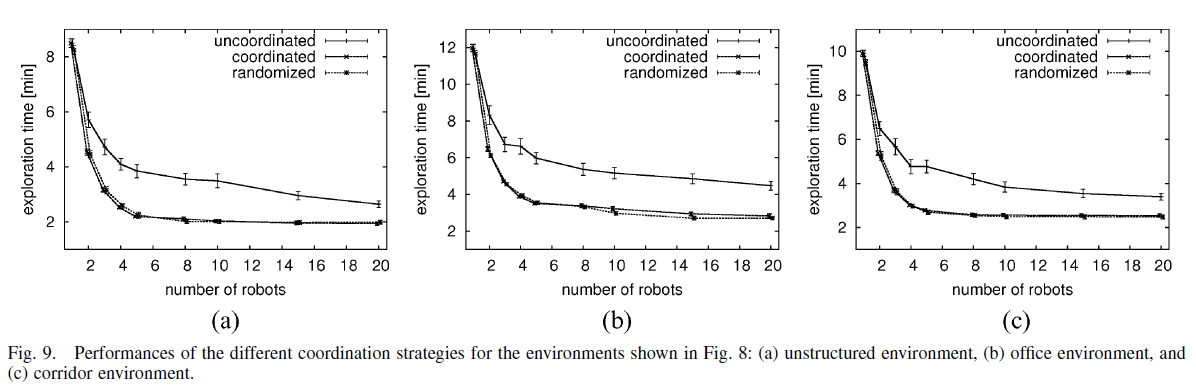 uncoordinated
coordinated
randomized
exploration time [min]
8
6
4
2
2 4 6 8 10 12 14 16 18 20
number of robots
(a)
uncoordinated
coordinated
randomized
exploration time [min]
12
10
8
6
4
2
2 4 6 8 10 12 14 16 18 20
number of robots
(b)
uncoordinated
coordinated
randomized
exploration time [min]
10
8
6
4
2
2 4 6 8 10 12 14 16 18 20
number of robots
(c)
Fig. 9. Performances of the different coordination strategies for the environments shown in Fig. 8: (a) unstructured environment, (b) office environment, and
(c) corridor environment.